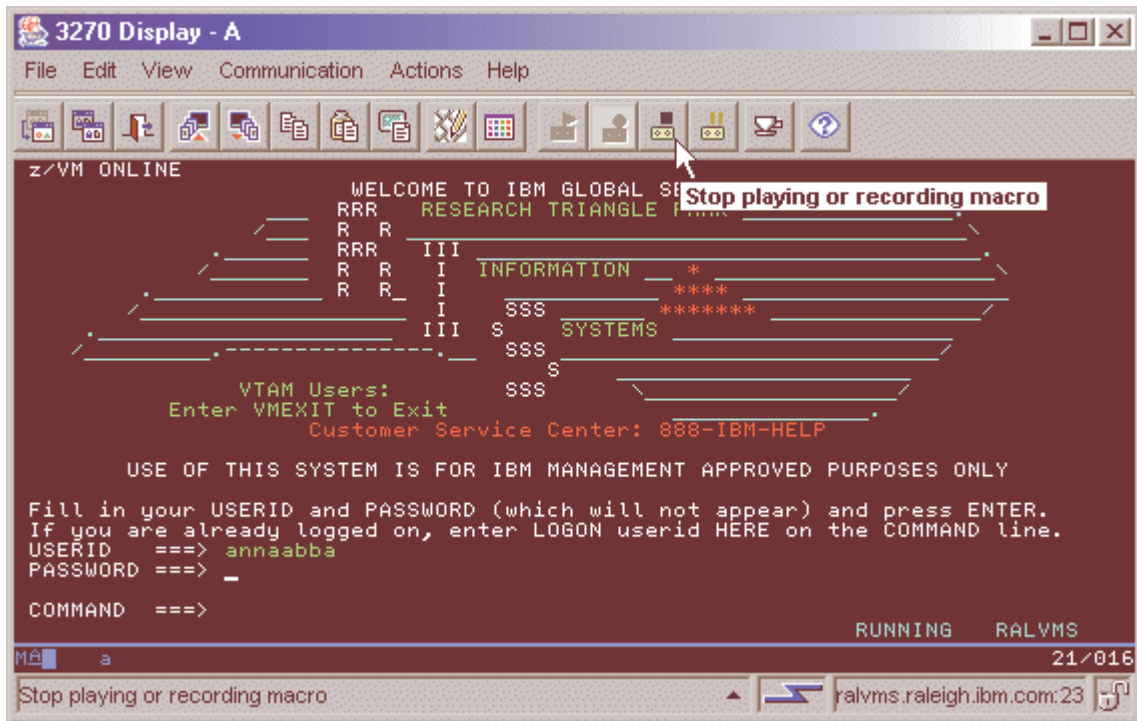 3270 Display - A
File Edit View Communication Actions Help
z/VM ONLINE
WELCOME TO IBM GLOBAL SE
Stop playing or recording macro
RRR RESEARCH TRIANGLE PARK
R R
RRR III
R R I INFORMATION *
R R_ I ****
I SSS *******
III S SYSTEMS
SSS
S
VTAM Users: SSS
Enter VMEXIT to Exit
Customer Service Center: 888-IBM-HELP
USE OF THIS SYSTEM IS FOR IBM MANAGEMENT APPROVED PURPOSES ONLY
Fill in your USERID and PASSWORD (which will not appear) and press ENTER.
If you are already logged on, enter LOGON userid HERE on the COMMAND line.
USERID ===> annaabba
PASSWORD ===> _
COMMAND ===>
RUNNING RALVMS
MA a 21/016
Stop playing or recording macro ralvms.raleigh.ibm.com:23